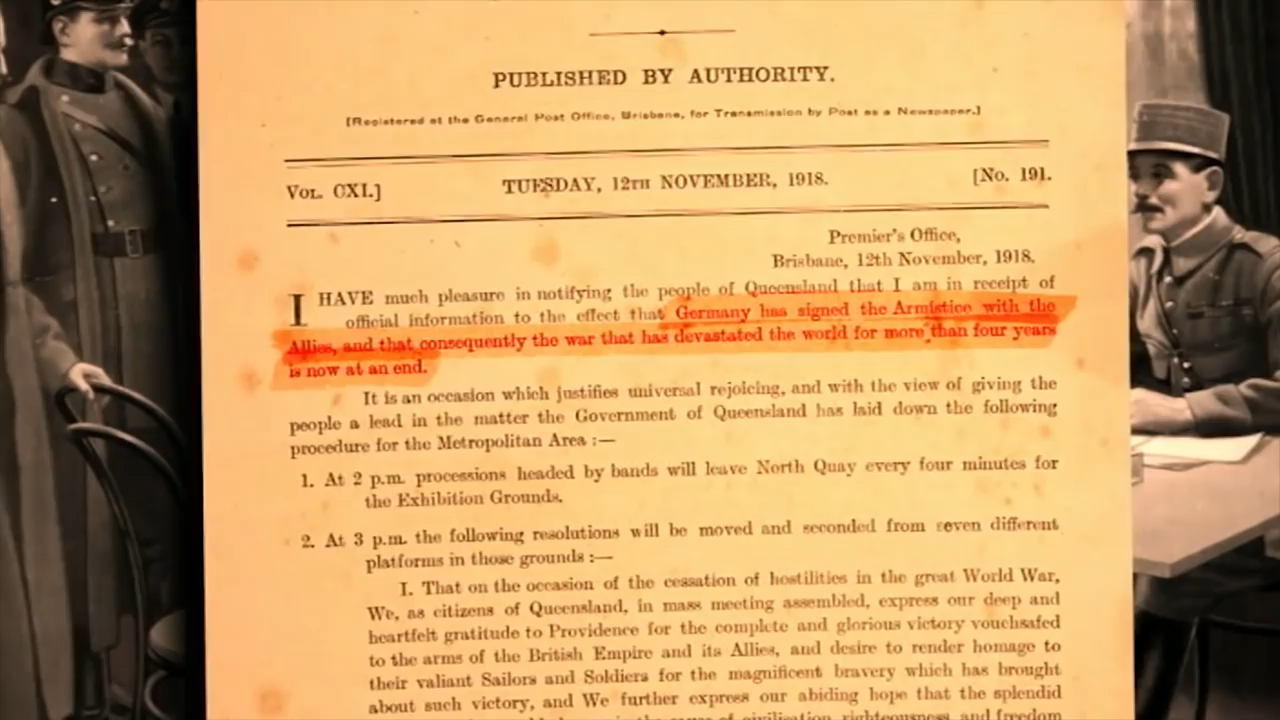 PUBLISHED BY AUTHORITY.
[Registered at the General Post Office, Brisbane, for Transmission by Post as a Newspaper.]
VOL. CXI.] TUESDAY, 12TH NOVEMBER, 1918. [No. 191.
Premier's Office,
Brisbane, 12th November, 1918.
I HAVE much pleasure in notifying the people of Queensland that I am in receipt of
official information to the effect that Germany has signed the Armistice with the
Allies, and that consequently the war that has devastated the world for more than four years
is now at an end.
It is an occasion which justifies universal rejoicing, and with the view of giving the
people a lead in the matter the Government of Queensland has laid down the following
procedure for the Metropolitan Area :—
1. At 2 p.m. processions headed by bands will leave North Quay every four minutes for
the Exhibition Grounds.
2. At 3 p.m. the following resolutions will be moved and seconded from seven different
platforms in those grounds :—
I. That on the occasion of the cessation of hostilities in the great World War,
We, as citizens of Queensland, in mass meeting assembled, express our deep and
heartfelt gratitude to Providence for the complete and glorious victory vouchsafed
to the arms of the British Empire and its Allies, and desire to render homage to
their valiant Sailors and Soldiers for the magnificent bravery which has brought
about such victory, and We further express our abiding hope that the splendid
of civilisation, righteousness, and freedom